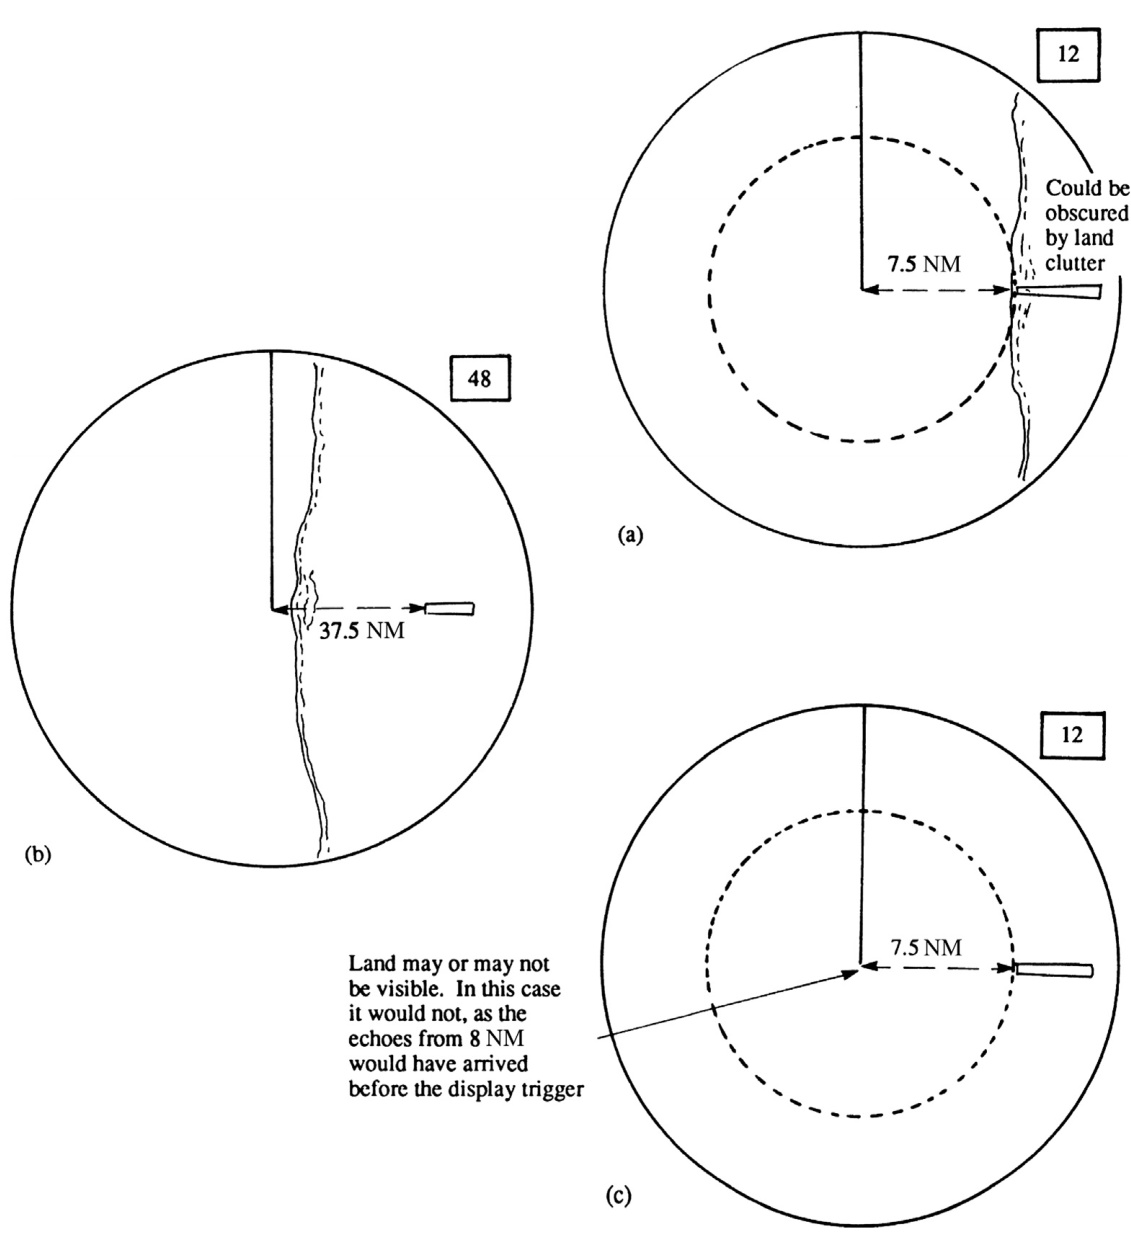 12
Could be
obscured
by land
clutter
7.5 NM
(a)
48
37.5 NM
(b)
12
7.5 NM
Land may or may not
be visible. In this case
it would not, as the
echoes from 8 NM
would have arrived
before the display trigger
(c)